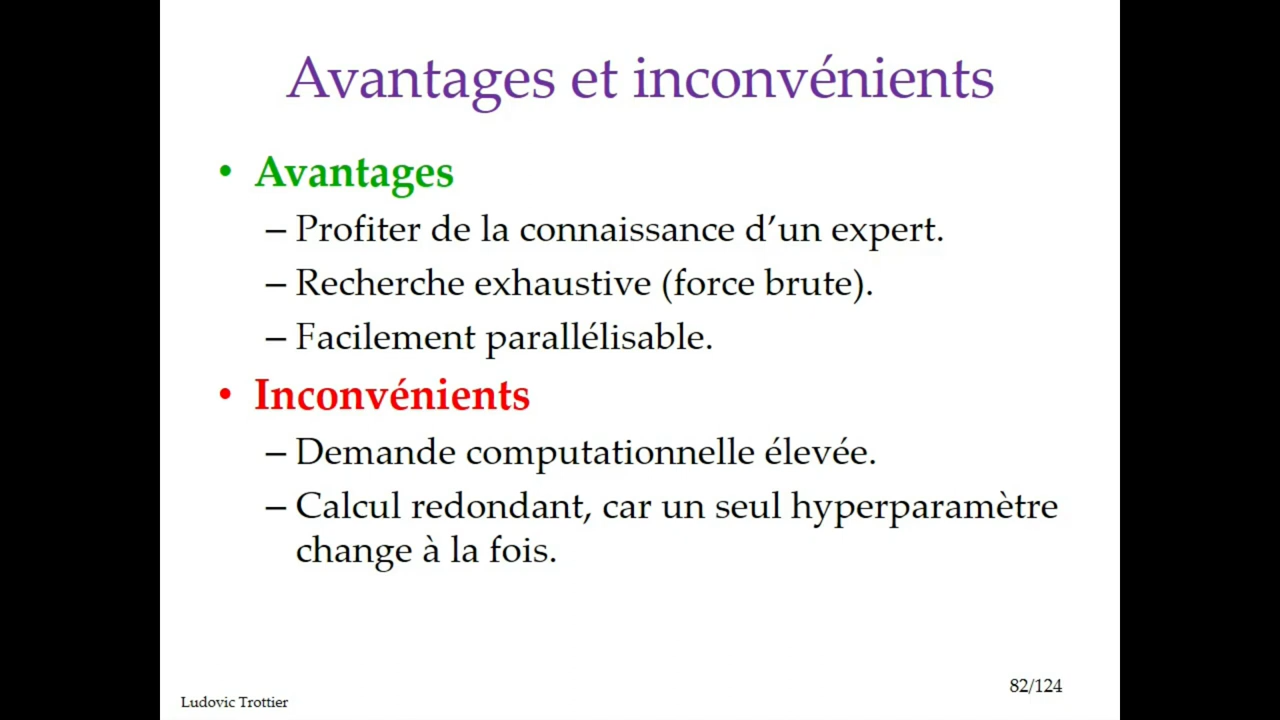 Avantages et inconvénients
• Avantages
– Profiter de la connaissance d’un expert.
– Recherche exhaustive (force brute).
– Facilement parallélisable.
• Inconvénients
– Demande computationnelle élevée.
– Calcul redondant, car un seul hyperparamètre
change à la fois.
82/124
Ludovic Trottier